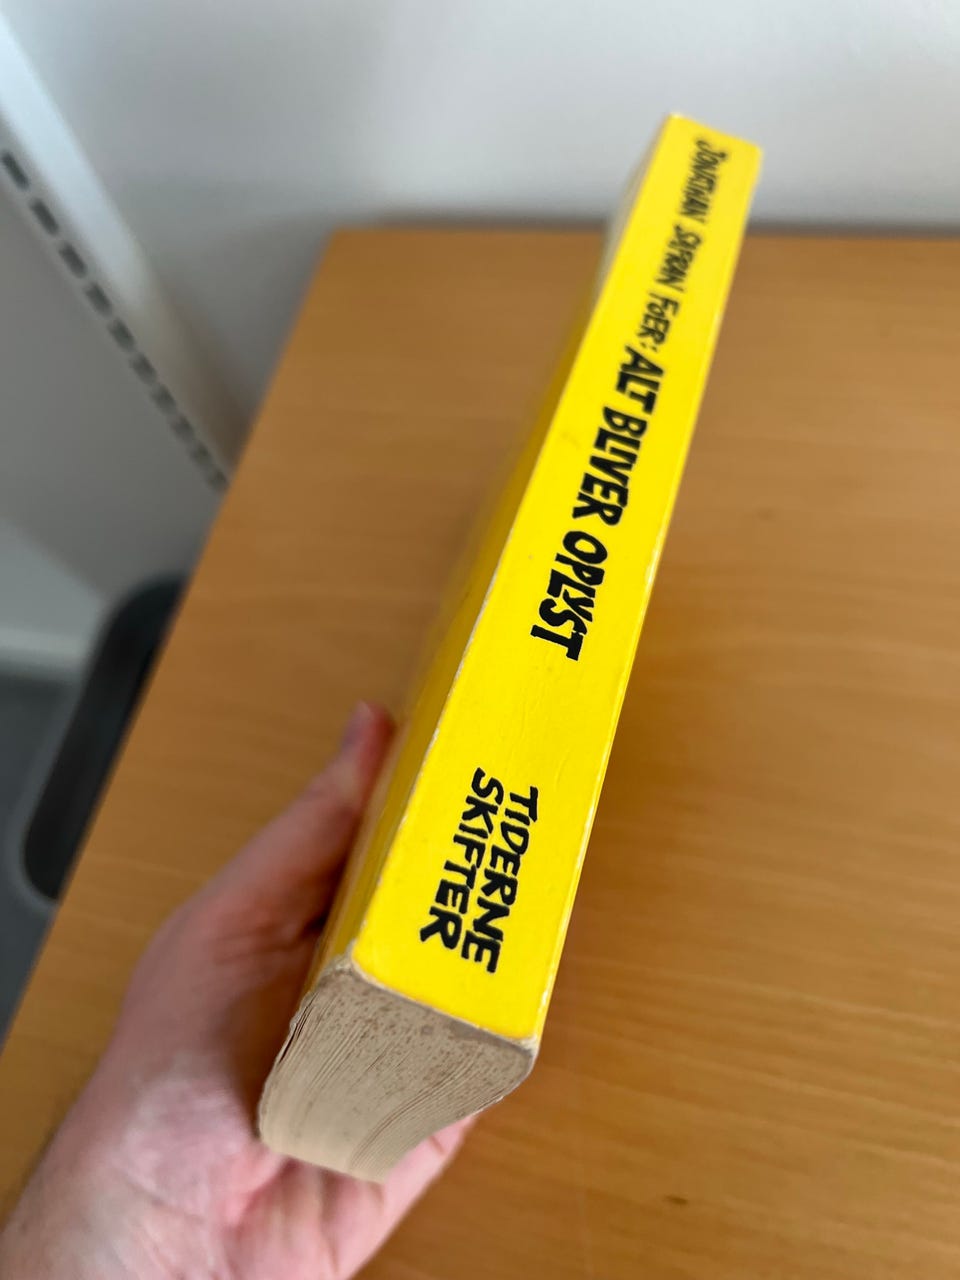 JONATHAN SAFRAN FOER: ALT BLIVER OPLYST
TIDERNE
SKIFTER